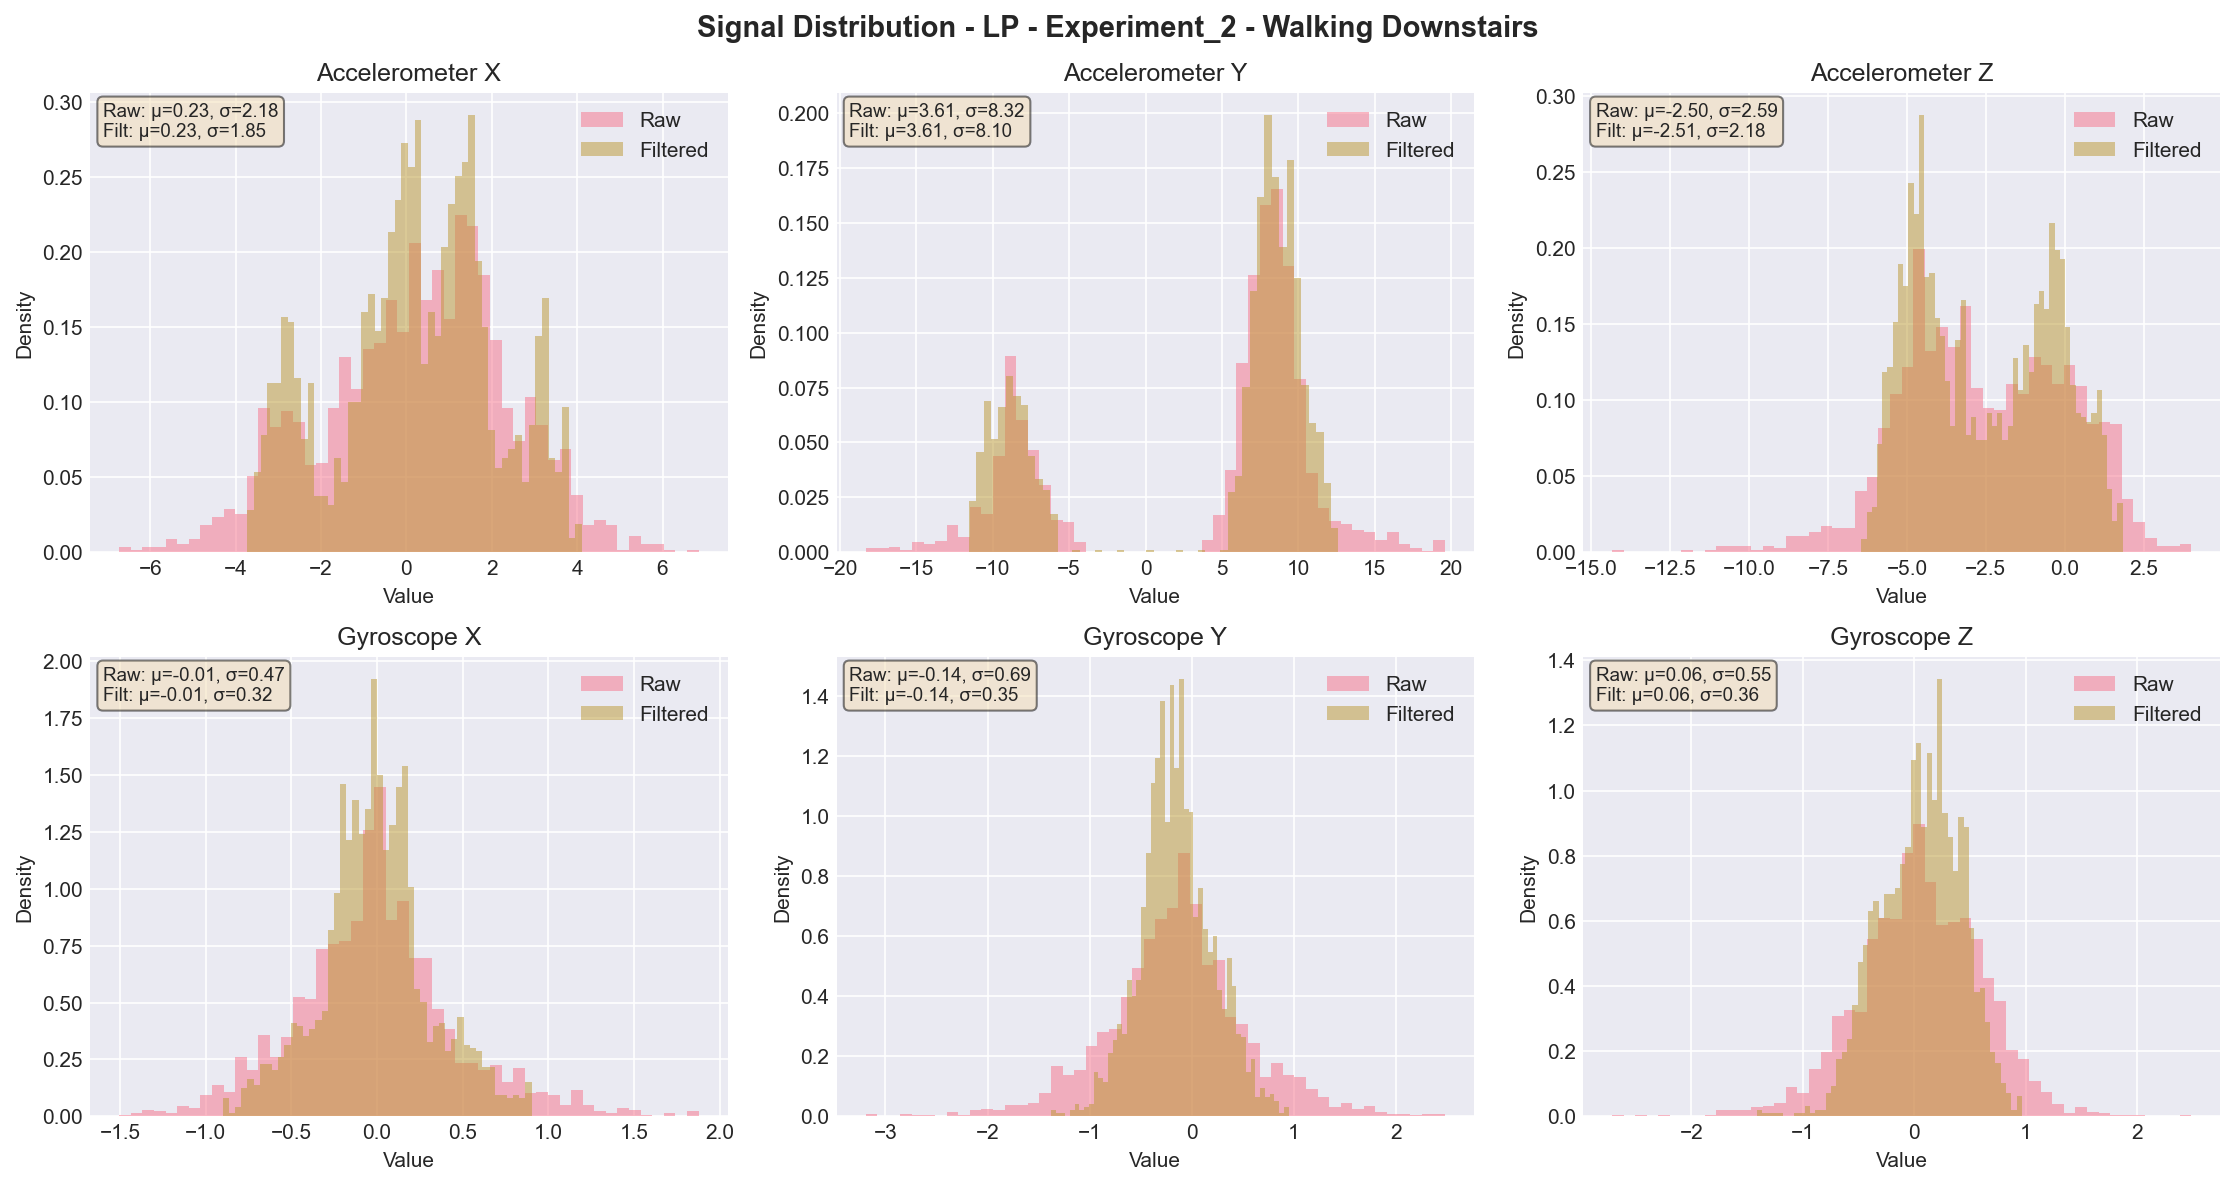 Signal Distribution - LP - Experiment_2 - Walking Downstairs
Accelerometer X
Raw: μ=0.23, σ=2.18
Filt: μ=0.23, σ=1.85
Raw
Filtered
0.30
0.25
0.20
0.15
0.10
0.05
0.00
Density
−6 −4 −2 0 2 4 6
Value
Accelerometer Y
Raw: μ=3.61, σ=8.32
Filt: μ=3.61, σ=8.10
Raw
Filtered
0.200
0.175
0.150
0.125
0.100
0.075
0.050
0.025
0.000
Density
−20 −15 −10 −5 0 5 10 15 20
Value
Accelerometer Z
Raw: μ=-2.50, σ=2.59
Filt: μ=-2.51, σ=2.18
Raw
Filtered
0.30
0.25
0.20
0.15
0.10
0.05
0.00
Density
−15.0 −12.5 −10.0 −7.5 −5.0 −2.5 0.0 2.5
Value
Gyroscope X
Raw: μ=-0.01, σ=0.47
Filt: μ=-0.01, σ=0.32
Raw
Filtered
2.00
1.75
1.50
1.25
1.00
0.75
0.50
0.25
0.00
Density
−1.5 −1.0 −0.5 0.0 0.5 1.0 1.5 2.0
Value
Gyroscope Y
Raw: μ=-0.14, σ=0.69
Filt: μ=-0.14, σ=0.35
Raw
Filtered
1.4
1.2
1.0
0.8
0.6
0.4
0.2
0.0
Density
−3 −2 −1 0 1 2
Value
Gyroscope Z
Raw: μ=0.06, σ=0.55
Filt: μ=0.06, σ=0.36
Raw
Filtered
1.4
1.2
1.0
0.8
0.6
0.4
0.2
0.0
Density
−2 −1 0 1 2
Value